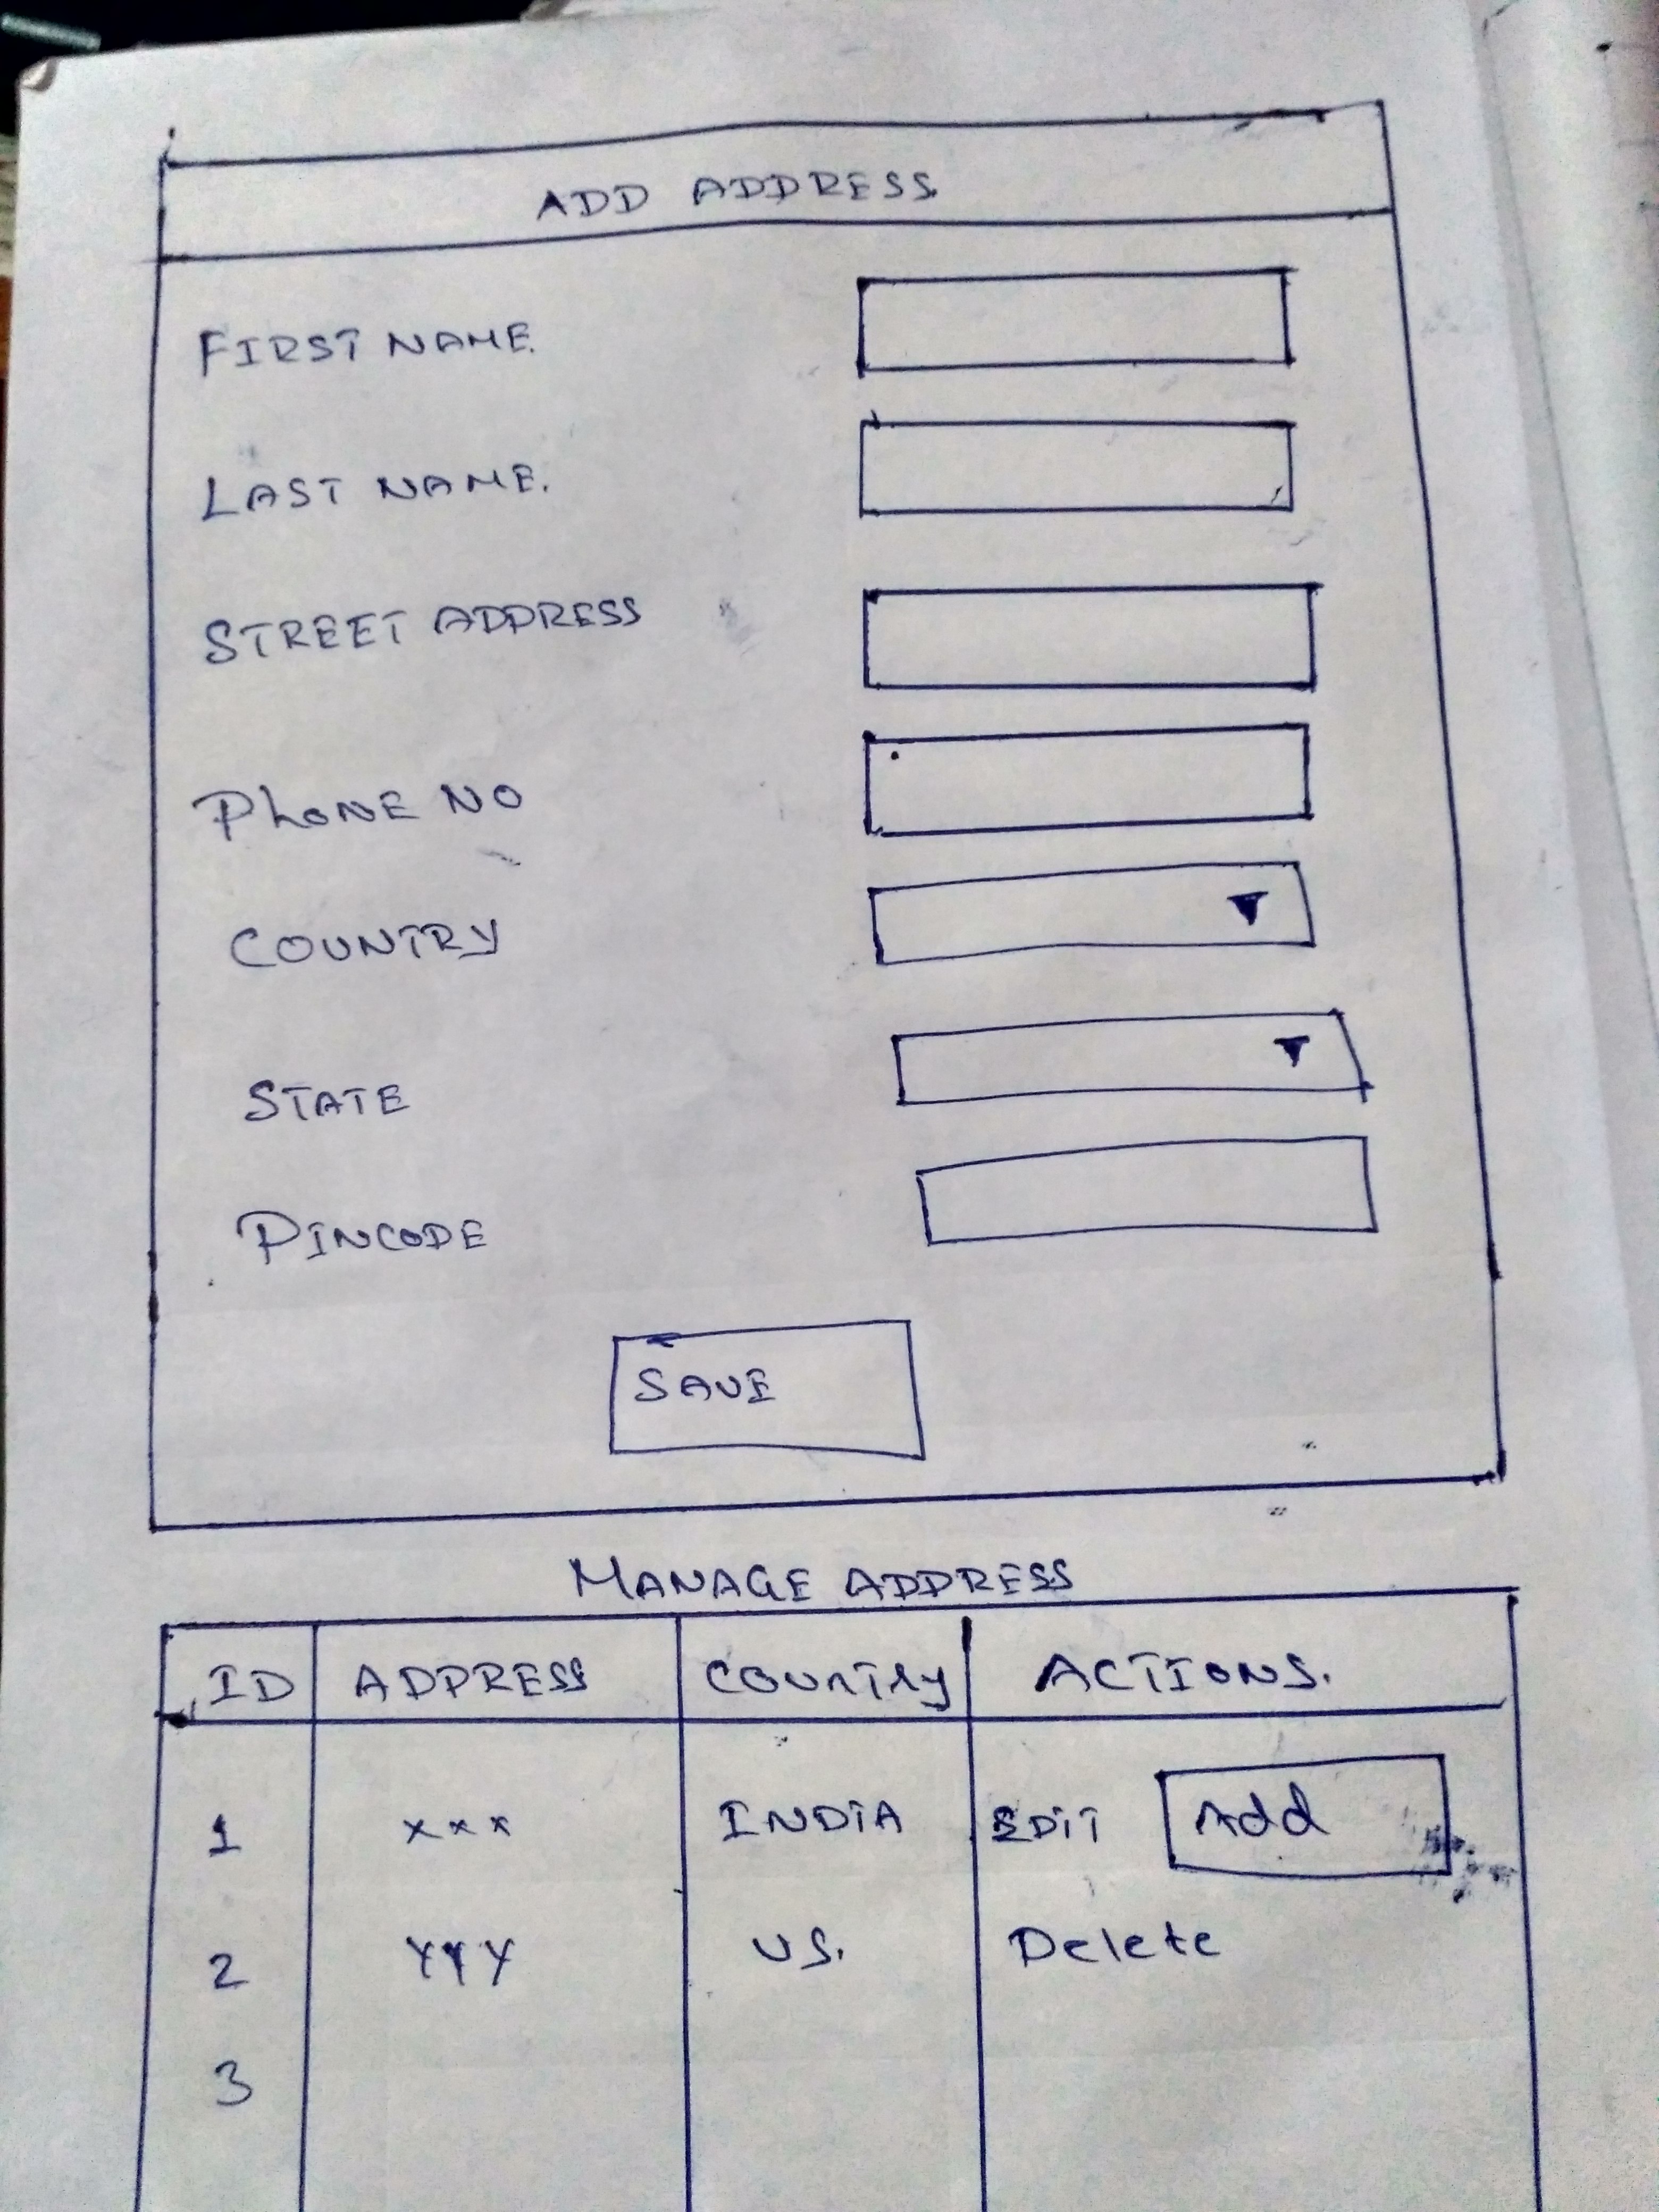 ADD ADDRESS
FIRST NAME.
LAST NAME.
STREET ADDRESS
PhONE NO
COUNTRY
STATE
PINCODE
SAVE
MANAGE ADDRESS
ID ADDRESS COUNTRY ACTIONS.
1 xxx INDIA EDIT Add
2 YYY US. Delete
3